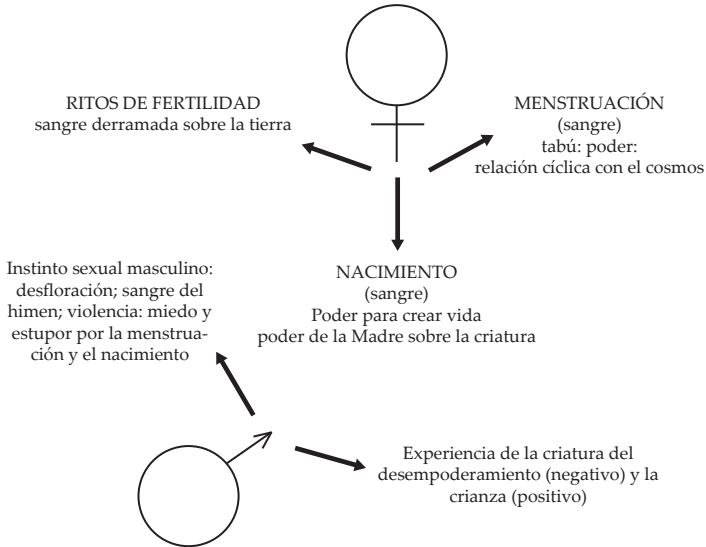 RITOS DE FERTILIDAD
sangre derramada sobre la tierra
MENSTRUACIÓN
(sangre)
tabú: poder:
relación cíclica con el cosmos
Instinto sexual masculino:
desfloración; sangre del
himen; violencia: miedo y
estupor por la menstrua-
ción y el nacimiento
NACIMIENTO
(sangre)
Poder para crear vida
poder de la Madre sobre la criatura
Experiencia de la criatura del
desempoderamiento (negativo) y la
crianza (positivo)